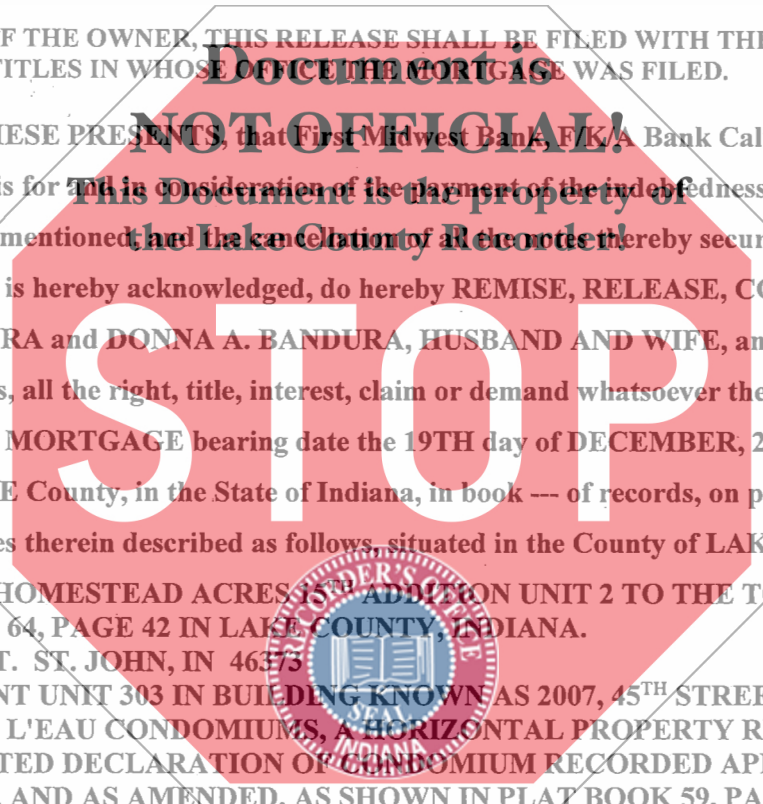 F THE OWNER, THIS RELEASE SHALL BE FILED WITH THE
Document is
TITLES IN WHOSE OFFICE THE MORTGAGE WAS FILED.
NOT OFFICIAL!
ESE PRESENTS, that First Midwest Bank, F/K/A Bank Cal
This Document is the property of
is for and in consideration of the payment of the indebtedness
the Lake County Recorder!
mentioned, and the cancellation of all the notes thereby secur
is hereby acknowledged, do hereby REMISE, RELEASE, CO
RA and DONNA A. BANDURA, HUSBAND AND WIFE, an
s, all the right, title, interest, claim or demand whatsoever the
STOP
MORTGAGE bearing date the 19TH day of DECEMBER, 2
E County, in the State of Indiana, in book --- of records, on p
es therein described as follows, situated in the County of LAK
HOMESTEAD ACRES 15TH ADDITION UNIT 2 TO THE TO
64, PAGE 42 IN LAKE COUNTY, INDIANA.
T. ST. JOHN, IN 46373
NT UNIT 303 IN BUILDING KNOWN AS 2007, 45TH STREE
L'EAU CONDOMIUMS, A HORIZONTAL PROPERTY R
TED DECLARATION OF CONDOMIUM RECORDED AP
AND AS AMENDED, AS SHOWN IN PLAT BOOK 59, PA
RECORDER'S OFFICE
SEAL
INDIANA